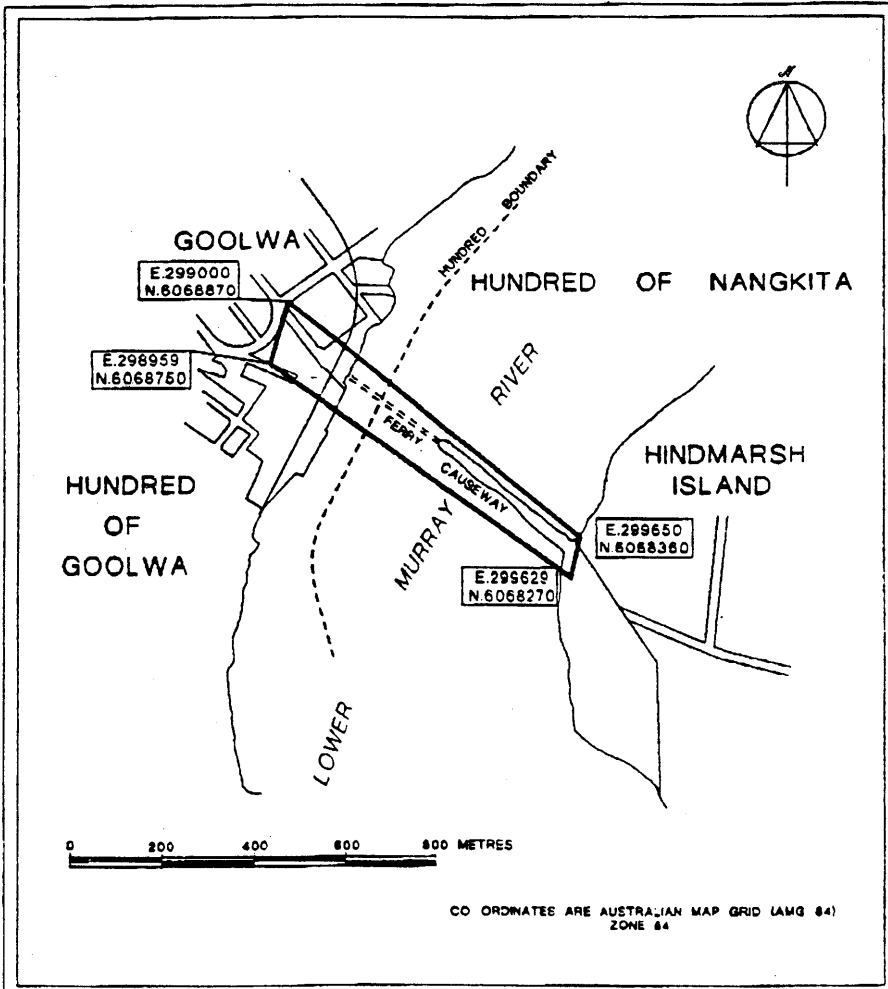 N
GOOLWA
HUNDRED BOUNDARY
E.299000
N.6068870
HUNDRED OF NANGKITA
E.298959
N.6068750
RIVER
FERRY
HINDMARSH
ISLAND
CAUSEWAY
HUNDRED
OF
GOOLWA
E.299650
N.6068360
MURRAY
E.299629
N.6068270
LOWER
0 200 400 600 800 METRES
CO ORDINATES ARE AUSTRALIAN MAP GRID (AMG 84)
ZONE 54